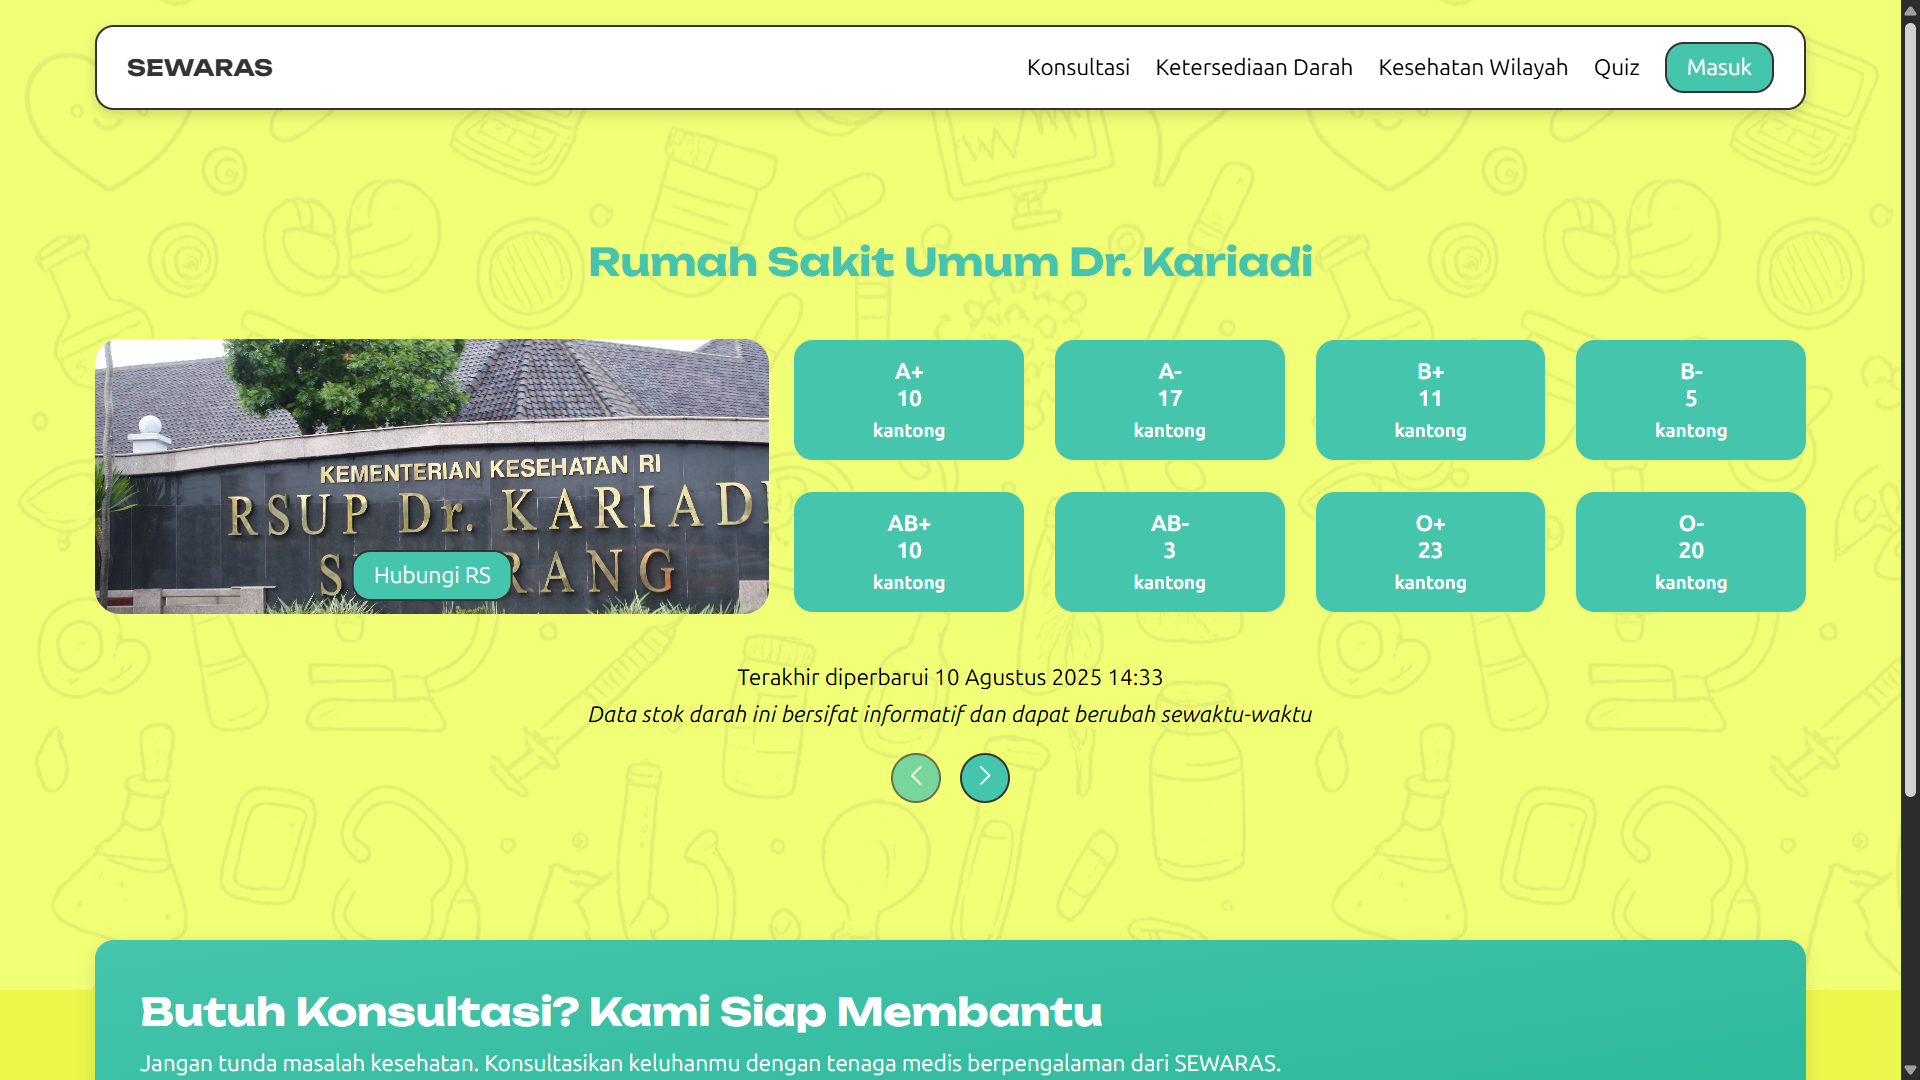 SEWARAS
Konsultasi
Ketersediaan Darah
Kesehatan Wilayah
Quiz
Masuk
Rumah Sakit Umum Dr. Kariadi
KEMENTERIAN KESEHATAN RI
RSUP Dr. KARIADI
S RANG
Hubungi RS
A+
10
kantong
A-
17
kantong
B+
11
kantong
B-
5
kantong
AB+
10
kantong
AB-
3
kantong
O+
23
kantong
O-
20
kantong
Terakhir diperbarui 10 Agustus 2025 14:33
Data stok darah ini bersifat informatif dan dapat berubah sewaktu-waktu
Butuh Konsultasi? Kami Siap Membantu
Jangan tunda masalah kesehatan. Konsultasikan keluhanmu dengan tenaga medis berpengalaman dari SEWARAS.